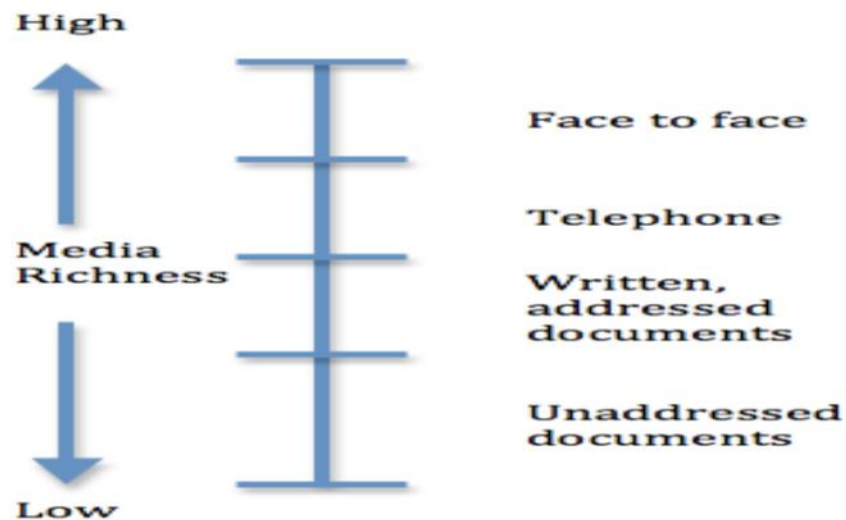 High
Face to face
Telephone
Media
Richness
Written,
addressed
documents
Unaddressed
documents
Low